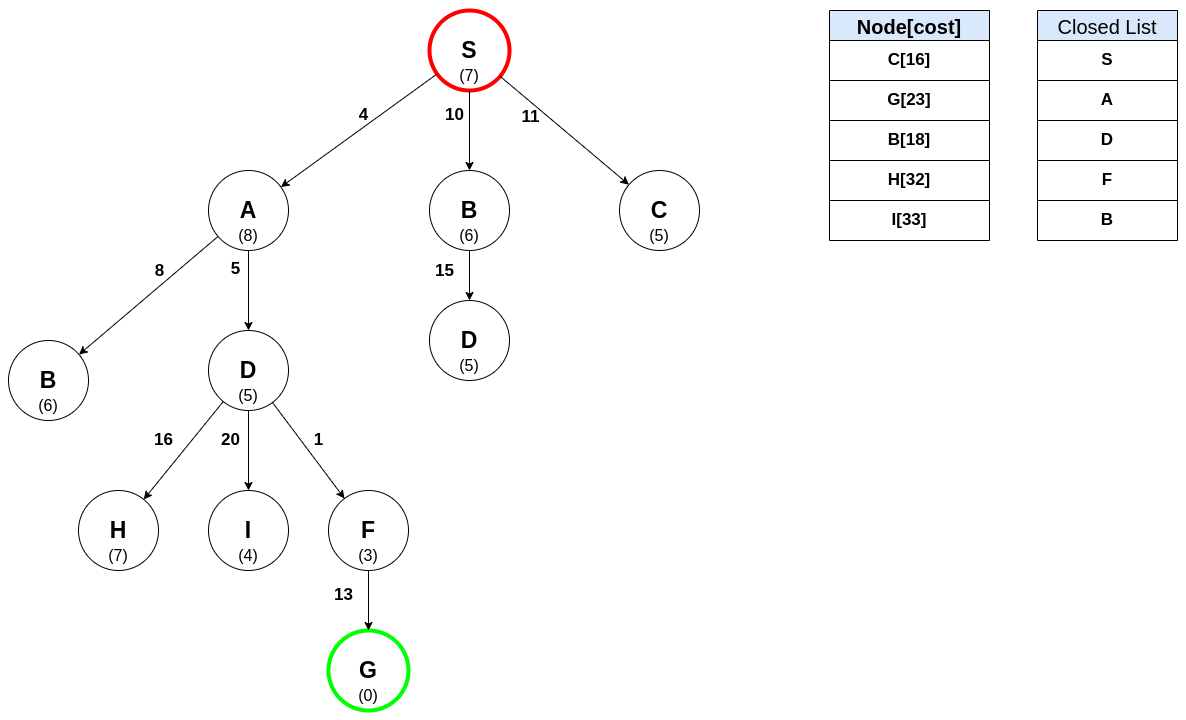 S
(7)
4
10
11
A
(8)
B
(6)
C
(5)
8
5
15
B
(6)
D
(5)
D
(5)
16
20
1
H
(7)
I
(4)
F
(3)
13
G
(0)
Node[cost]
C[16]
G[23]
B[18]
H[32]
I[33]
Closed List
S
A
D
F
B